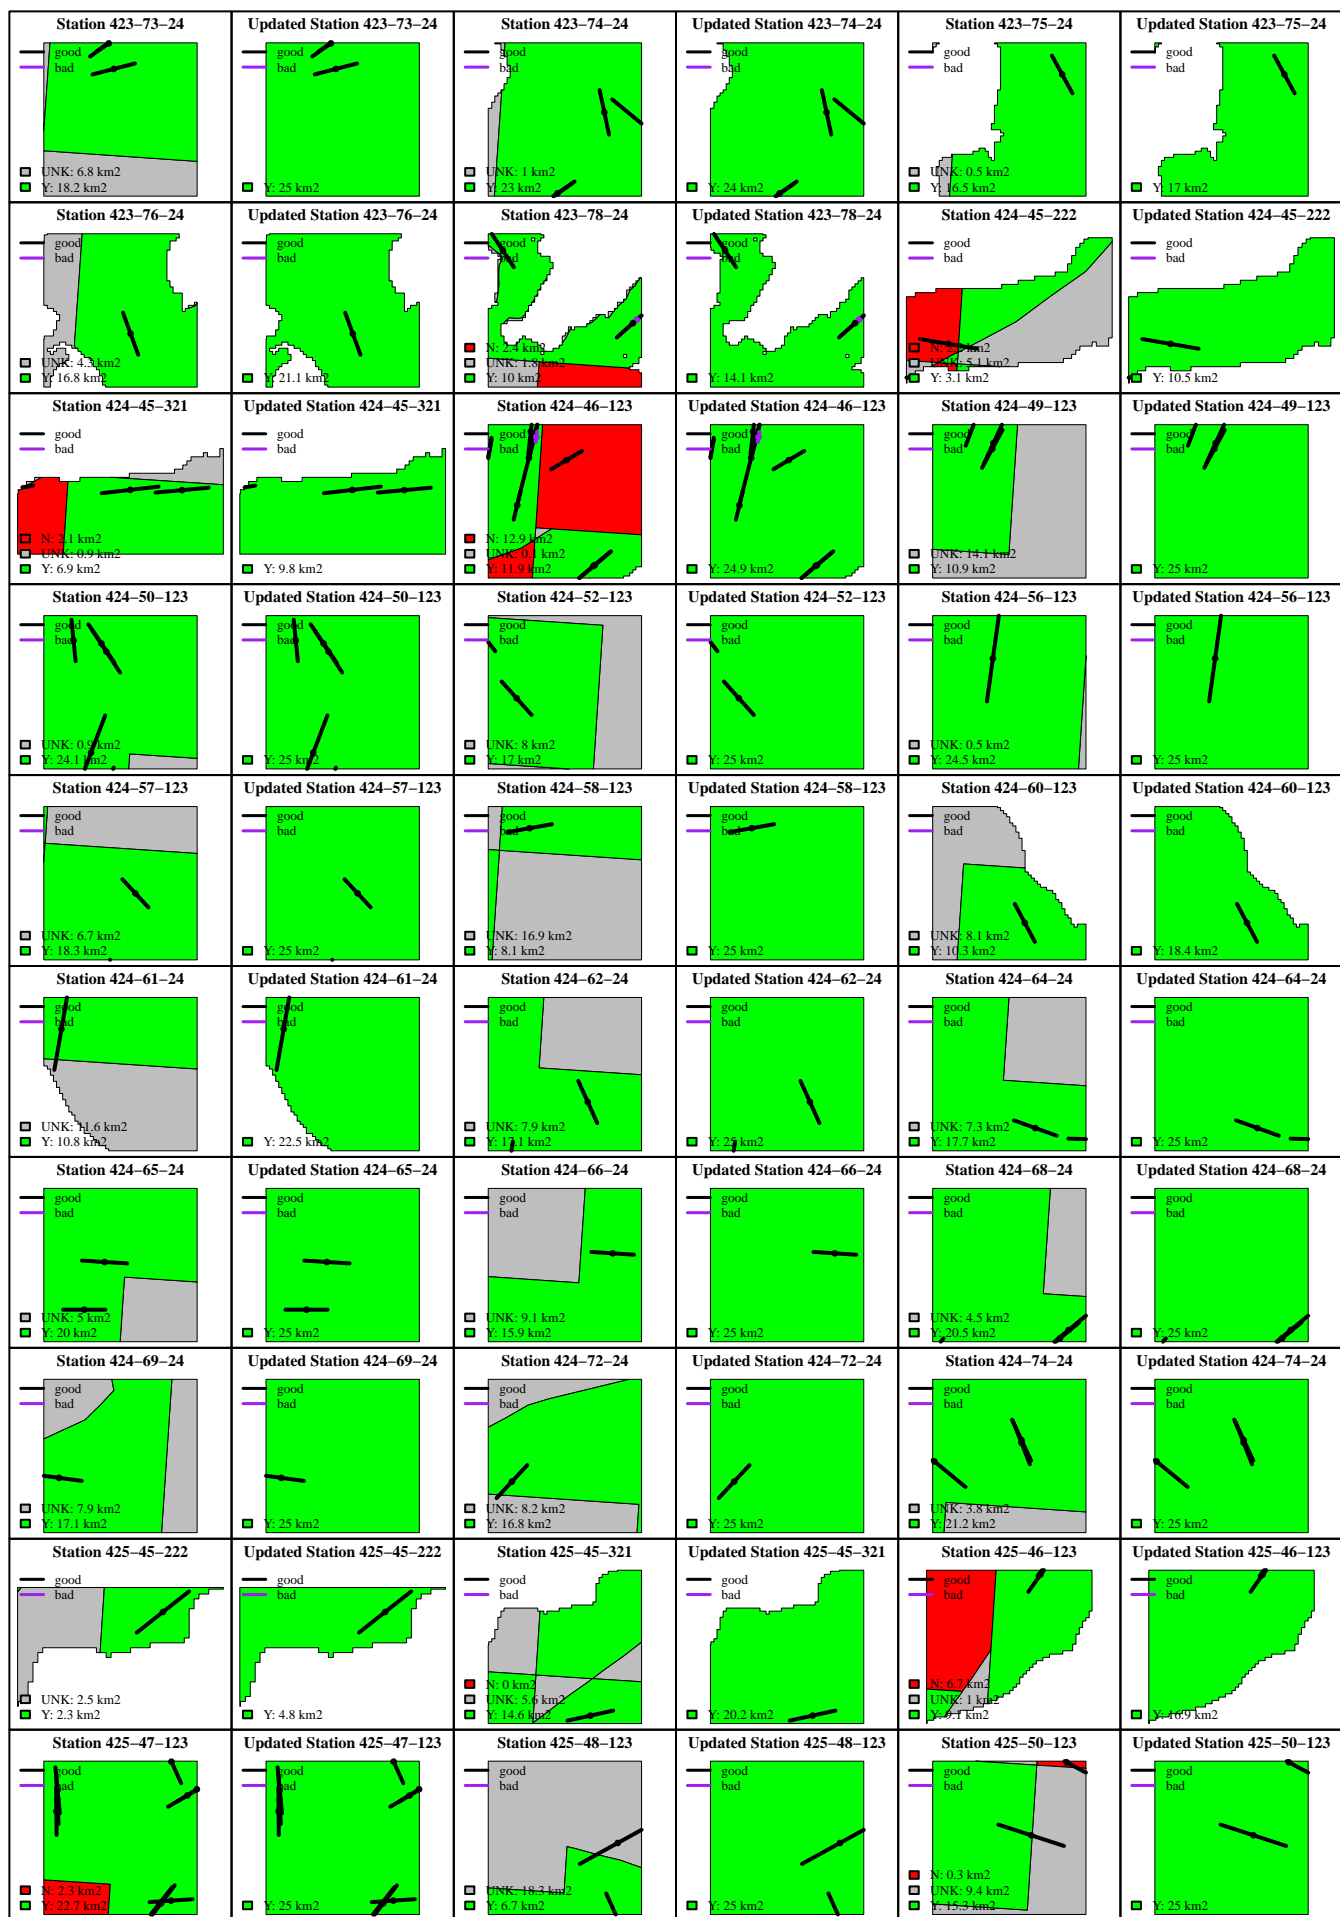 Station 423−73−24
good
bad
UNK: 6.8 km2
Y: 18.2 km2
Updated Station 423−73−24
good
bad
Y: 25 km2
Station 423−74−24
good
bad
UNK: 1 km2
Y: 23 km2
Updated Station 423−74−24
good
bad
Y: 24 km2
Station 423−75−24
good
bad
UNK: 0.5 km2
Y: 16.5 km2
Updated Station 423−75−24
good
bad
Y: 17 km2
Station 423−76−24
good
bad
UNK: 4.3 km2
Y: 16.8 km2
Updated Station 423−76−24
good
bad
Y: 21.1 km2
Station 423−78−24
good
bad
N: 2.4 km2
UNK: 1.8 km2
Y: 10 km2
Updated Station 423−78−24
good
bad
Y: 14.1 km2
Station 424−45−222
good
bad
N: km2
UNK: 5.1 km2
Y: 3.1 km2
Updated Station 424−45−222
good
bad
Y: 10.5 km2
Station 424−45−321
good
bad
N: 2.1 km2
UNK: 0.9 km2
Y: 6.9 km2
Updated Station 424−45−321
good
bad
Y: 9.8 km2
Station 424−46−123
good
bad
N: 12.9 km2
UNK: 0.1 km2
Y: 11.9 km2
Updated Station 424−46−123
good
bad
Y: 24.9 km2
Station 424−49−123
good
bad
UNK: 14.1 km2
Y: 10.9 km2
Updated Station 424−49−123
good
bad
Y: 25 km2
Station 424−50−123
good
bad
UNK: 0.9 km2
Y: 24.1 km2
Updated Station 424−50−123
good
bad
Y: 25 km2
Station 424−52−123
good
bad
UNK: 8 km2
Y: 17 km2
Updated Station 424−52−123
good
bad
Y: 25 km2
Station 424−56−123
good
bad
UNK: 0.5 km2
Y: 24.5 km2
Updated Station 424−56−123
good
bad
Y: 25 km2
Station 424−57−123
good
bad
UNK: 6.7 km2
Y: 18.3 km2
Updated Station 424−57−123
good
bad
Y: 25 km2
Station 424−58−123
good
bad
UNK: 16.9 km2
Y: 8.1 km2
Updated Station 424−58−123
good
bad
Y: 25 km2
Station 424−60−123
good
bad
UNK: 8.1 km2
Y: 10.3 km2
Updated Station 424−60−123
good
bad
Y: 18.4 km2
Station 424−61−24
good
bad
UNK: 11.6 km2
Y: 10.8 km2
Updated Station 424−61−24
good
bad
Y: 22.5 km2
Station 424−62−24
good
bad
UNK: 7.9 km2
Y: 17.1 km2
Updated Station 424−62−24
good
bad
Y: 25 km2
Station 424−64−24
good
bad
UNK: 7.3 km2
Y: 17.7 km2
Updated Station 424−64−24
good
bad
Y: 25 km2
Station 424−65−24
good
bad
UNK: 5 km2
Y: 20 km2
Updated Station 424−65−24
good
bad
Y: 25 km2
Station 424−66−24
good
bad
UNK: 9.1 km2
Y: 15.9 km2
Updated Station 424−66−24
good
bad
Y: 25 km2
Station 424−68−24
good
bad
UNK: 4.5 km2
Y: 20.5 km2
Updated Station 424−68−24
good
bad
Y: 25 km2
Station 424−69−24
good
bad
UNK: 7.9 km2
Y: 17.1 km2
Updated Station 424−69−24
good
bad
Y: 25 km2
Station 424−72−24
good
bad
UNK: 8.2 km2
Y: 16.8 km2
Updated Station 424−72−24
good
bad
Y: 25 km2
Station 424−74−24
good
bad
UNK: 3.8 km2
Y: 21.2 km2
Updated Station 424−74−24
good
bad
Y: 25 km2
Station 425−45−222
good
bad
UNK: 2.5 km2
Y: 2.3 km2
Updated Station 425−45−222
good
bad
Y: 4.8 km2
Station 425−45−321
good
bad
N: 0 km2
UNK: 5.6 km2
Y: 14.6 km2
Updated Station 425−45−321
good
bad
Y: 20.2 km2
Station 425−46−123
good
bad
N: 6.7 km2
UNK: 1 km2
Y: 9.1 km2
Updated Station 425−46−123
good
bad
Y: 16.9 km2
Station 425−47−123
good
bad
N: 2.3 km2
Y: 22.7 km2
Updated Station 425−47−123
good
bad
Y: 25 km2
Station 425−48−123
good
bad
UNK: 18.3 km2
Y: 6.7 km2
Updated Station 425−48−123
good
bad
Y: 25 km2
Station 425−50−123
good
bad
N: 0.3 km2
UNK: 9.4 km2
Y: 15.3 km2
Updated Station 425−50−123
good
bad
Y: 25 km2